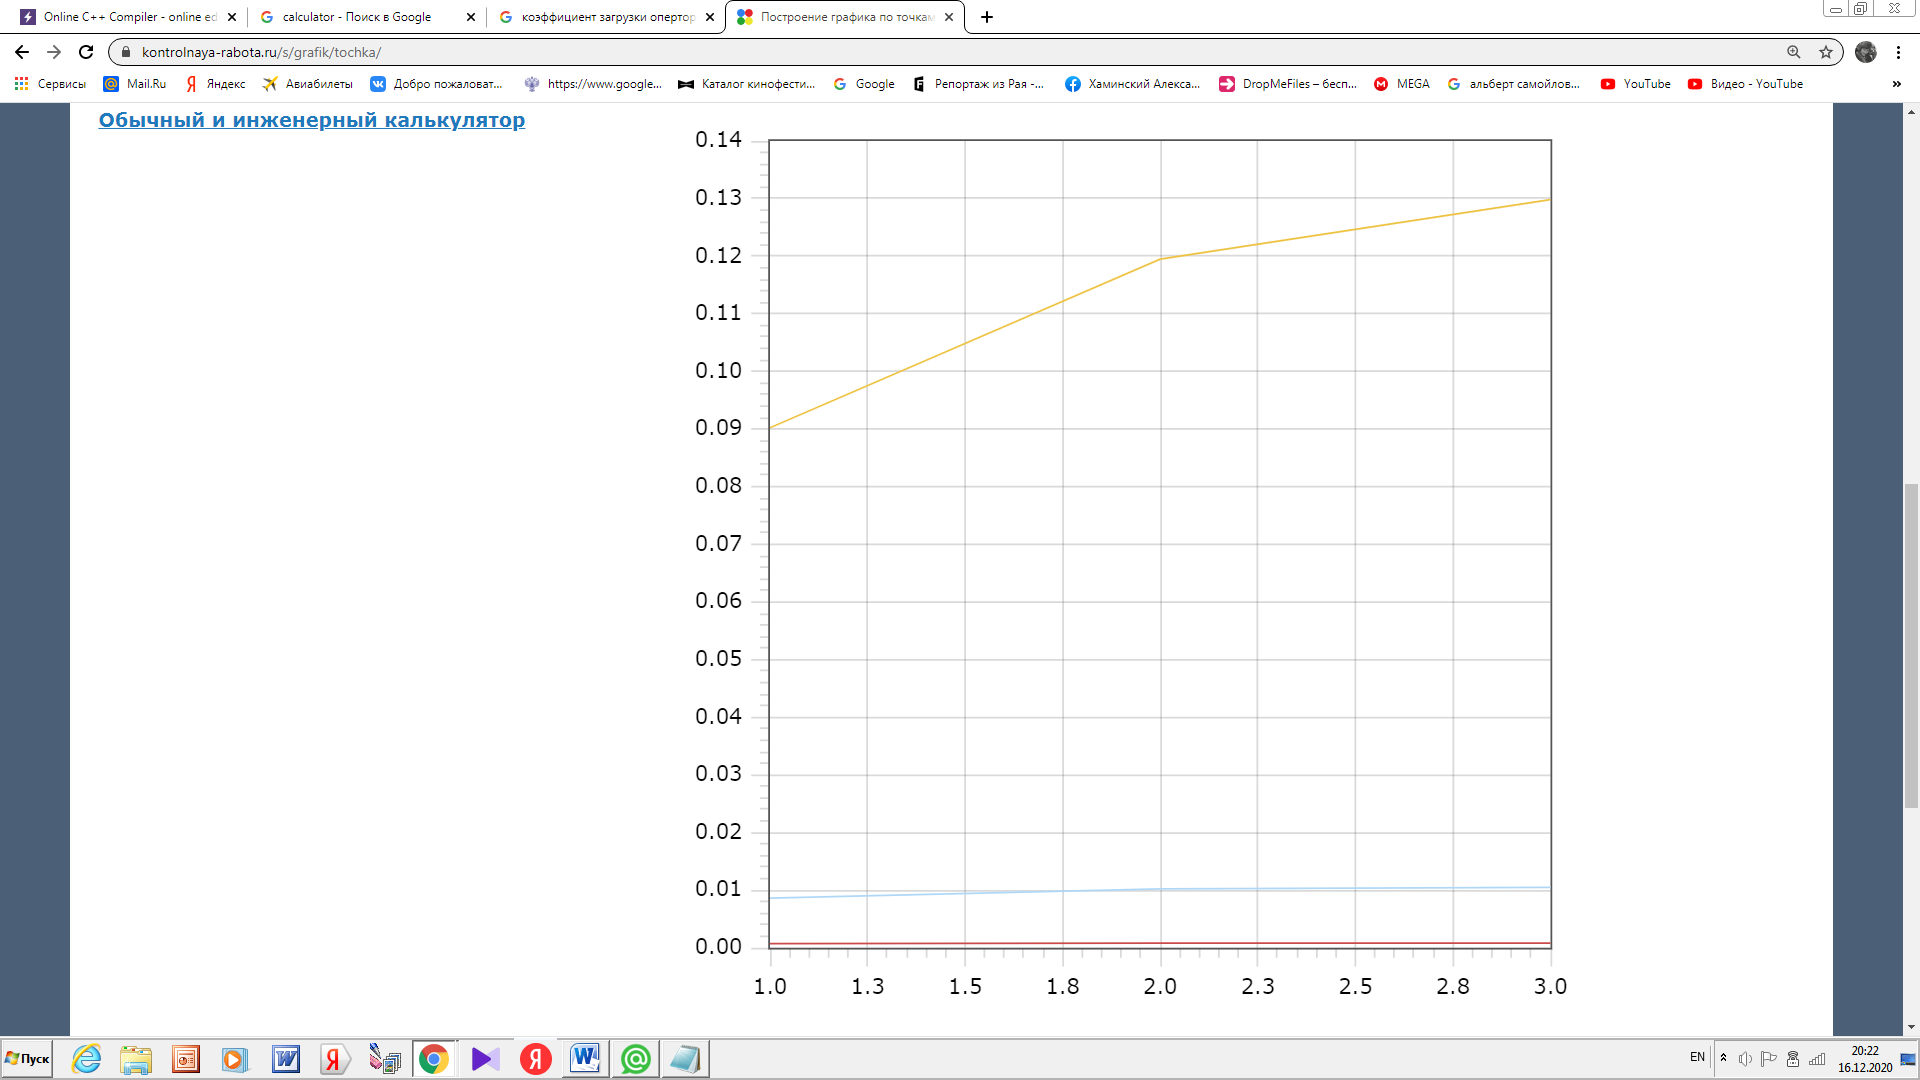 Online C++ Compiler - online ed
calculator - Поиск в Google
коэффициент загрузки опертор
Построение графика по точкам
kontrolnaya-rabota.ru/s/grafik/tochka/
Сервисы
Mail.Ru
Яндекс
Авиабилеты
Добро пожаловат...
https://www.google...
Каталог кинофести...
Google
Репортаж из Рая -...
Хаминский Алекса...
DropMeFiles – бесп...
MEGA
альберт самойлов...
YouTube
Видео - YouTube
»
Обычный и инженерный калькулятор
0.14
0.13
0.12
0.11
0.10
0.09
0.08
0.07
0.06
0.05
0.04
0.03
0.02
0.01
0.00
1.0 1.3 1.5 1.8 2.0 2.3 2.5 2.8 3.0
Пуск
EN
20:22
16.12.2020